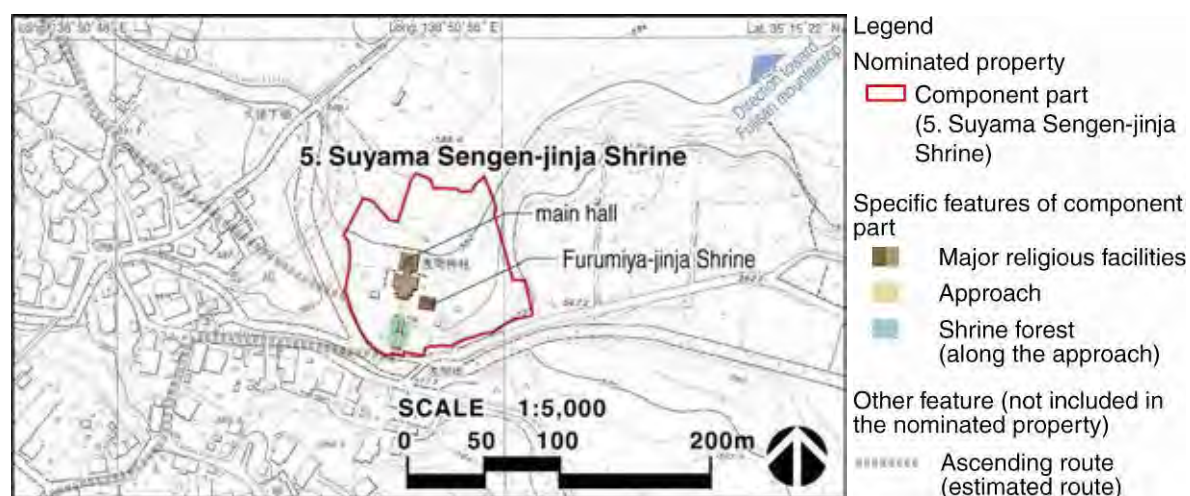 Long. 138°50'48" E
Long. 138°50'56" E
Lat. 35°15'22" N
Direction toward
Fujisan mountaintop
5. Suyama Sengen-jinja Shrine
main hall
Furumiya-jinja Shrine
SCALE 1:5,000
0 50 100 200m
Legend
Nominated property
Component part
(5. Suyama Sengen-jinja
Shrine)
Specific features of component
part
Major religious facilities
Approach
Shrine forest
(along the approach)
Other feature (not included in
the nominated property)
Ascending route
(estimated route)